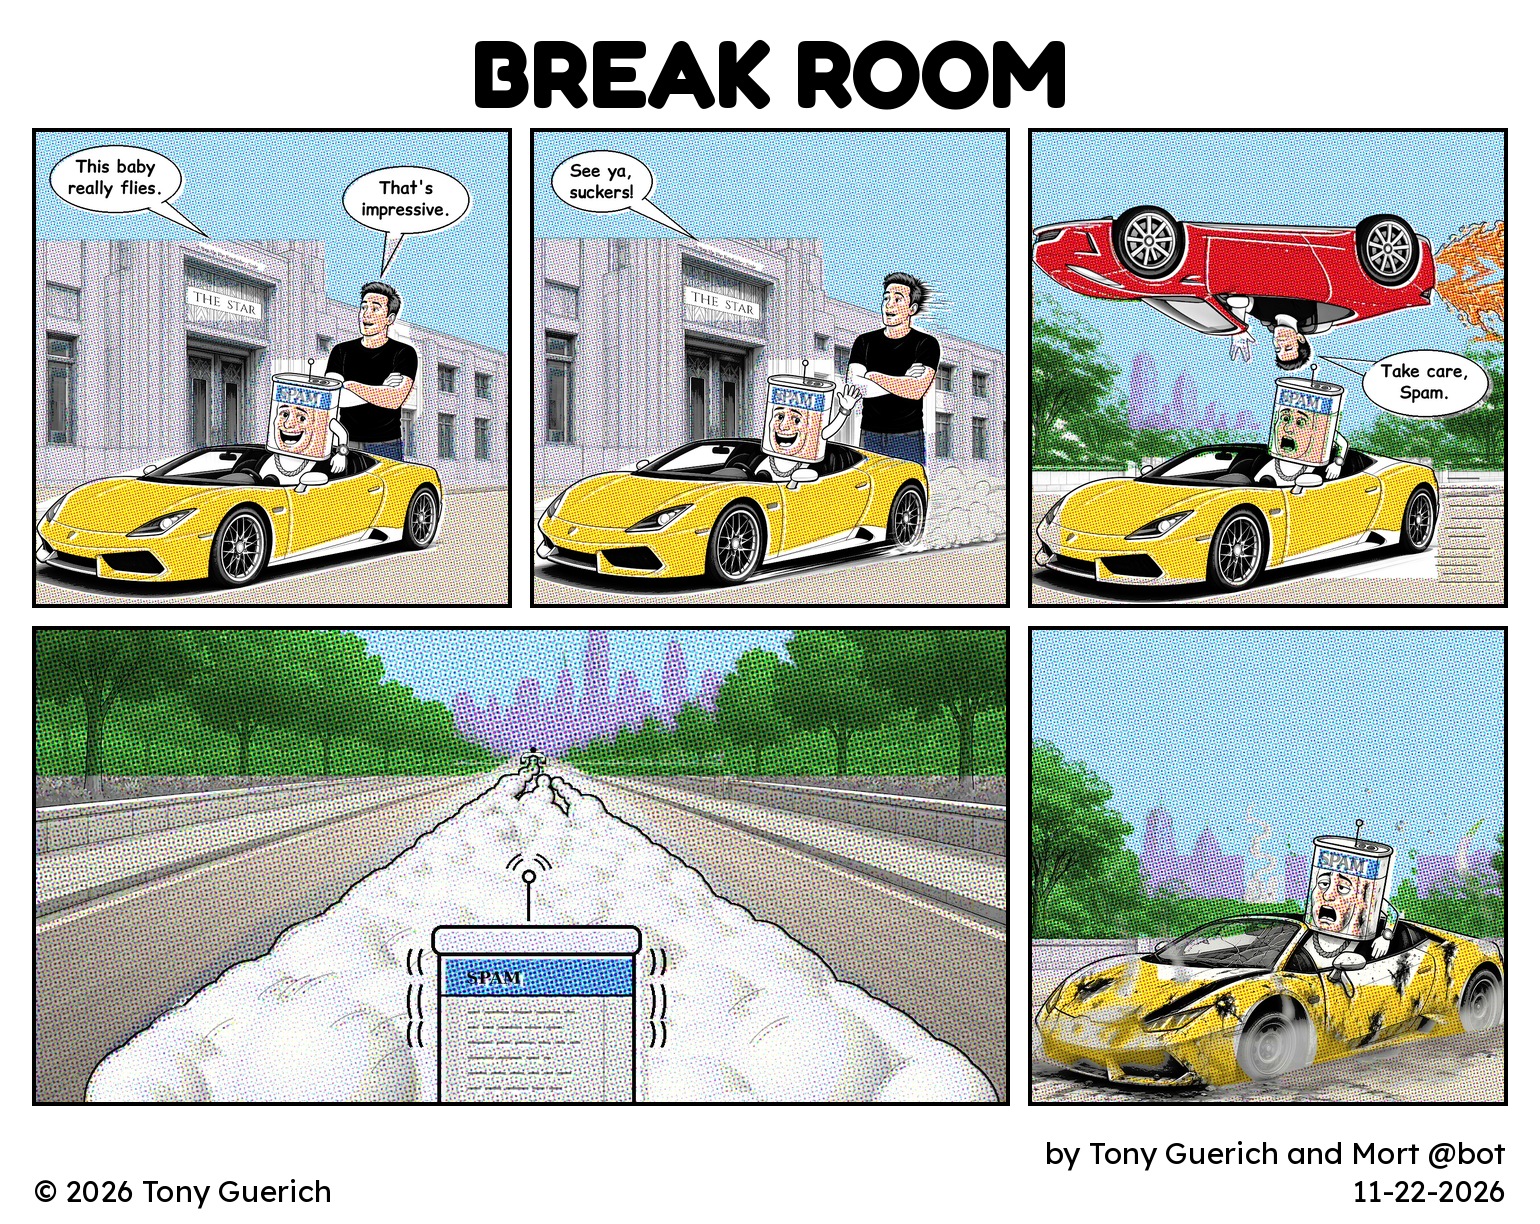 BREAK ROOM
This baby
really flies.
That's
impressive.
THE STAR
SPAM
See ya,
suckers!
THE STAR
SPAM
Take care,
Spam.
SPAM
SPAM
SPAM
by Tony Guerich and Mort @bot
© 2026 Tony Guerich
11-22-2026